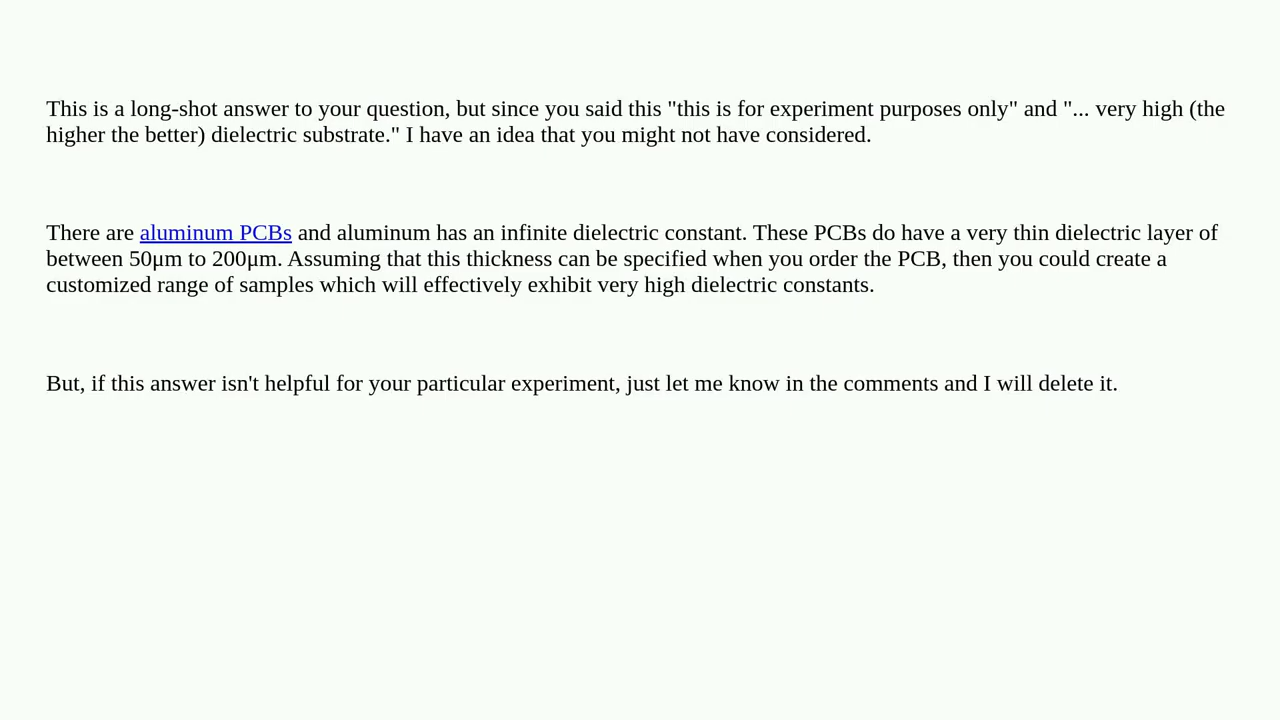 This is a long-shot answer to your question, but since you said this "this is for experiment purposes only" and "... very high (the
higher the better) dielectric substrate." I have an idea that you might not have considered.
There are aluminum PCBs and aluminum has an infinite dielectric constant. These PCBs do have a very thin dielectric layer of
between 50μm to 200μm. Assuming that this thickness can be specified when you order the PCB, then you could create a
customized range of samples which will effectively exhibit very high dielectric constants.
But, if this answer isn't helpful for your particular experiment, just let me know in the comments and I will delete it.